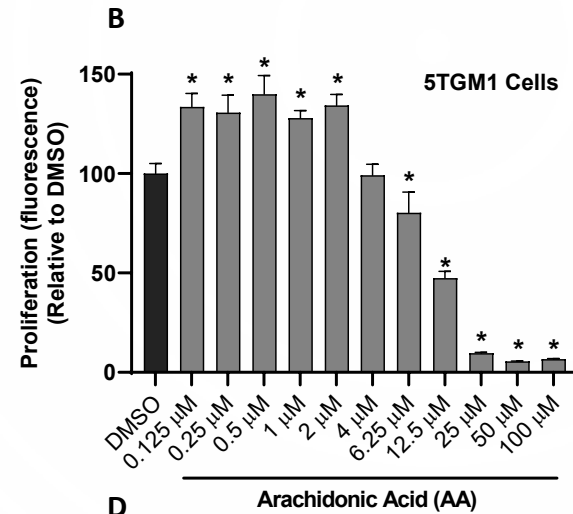 B
5TGM1 Cells
Proliferation (fluorescence)
(Relative to DMSO)
150
100
50
0
* * * * * * * * * *
DMSO
0.125 µM
0.25 µM
0.5 µM
1 µM
2 µM
4 µM
6.25 µM
12.5 µM
25 µM
50 µM
100 µM
Arachidonic Acid (AA)
D